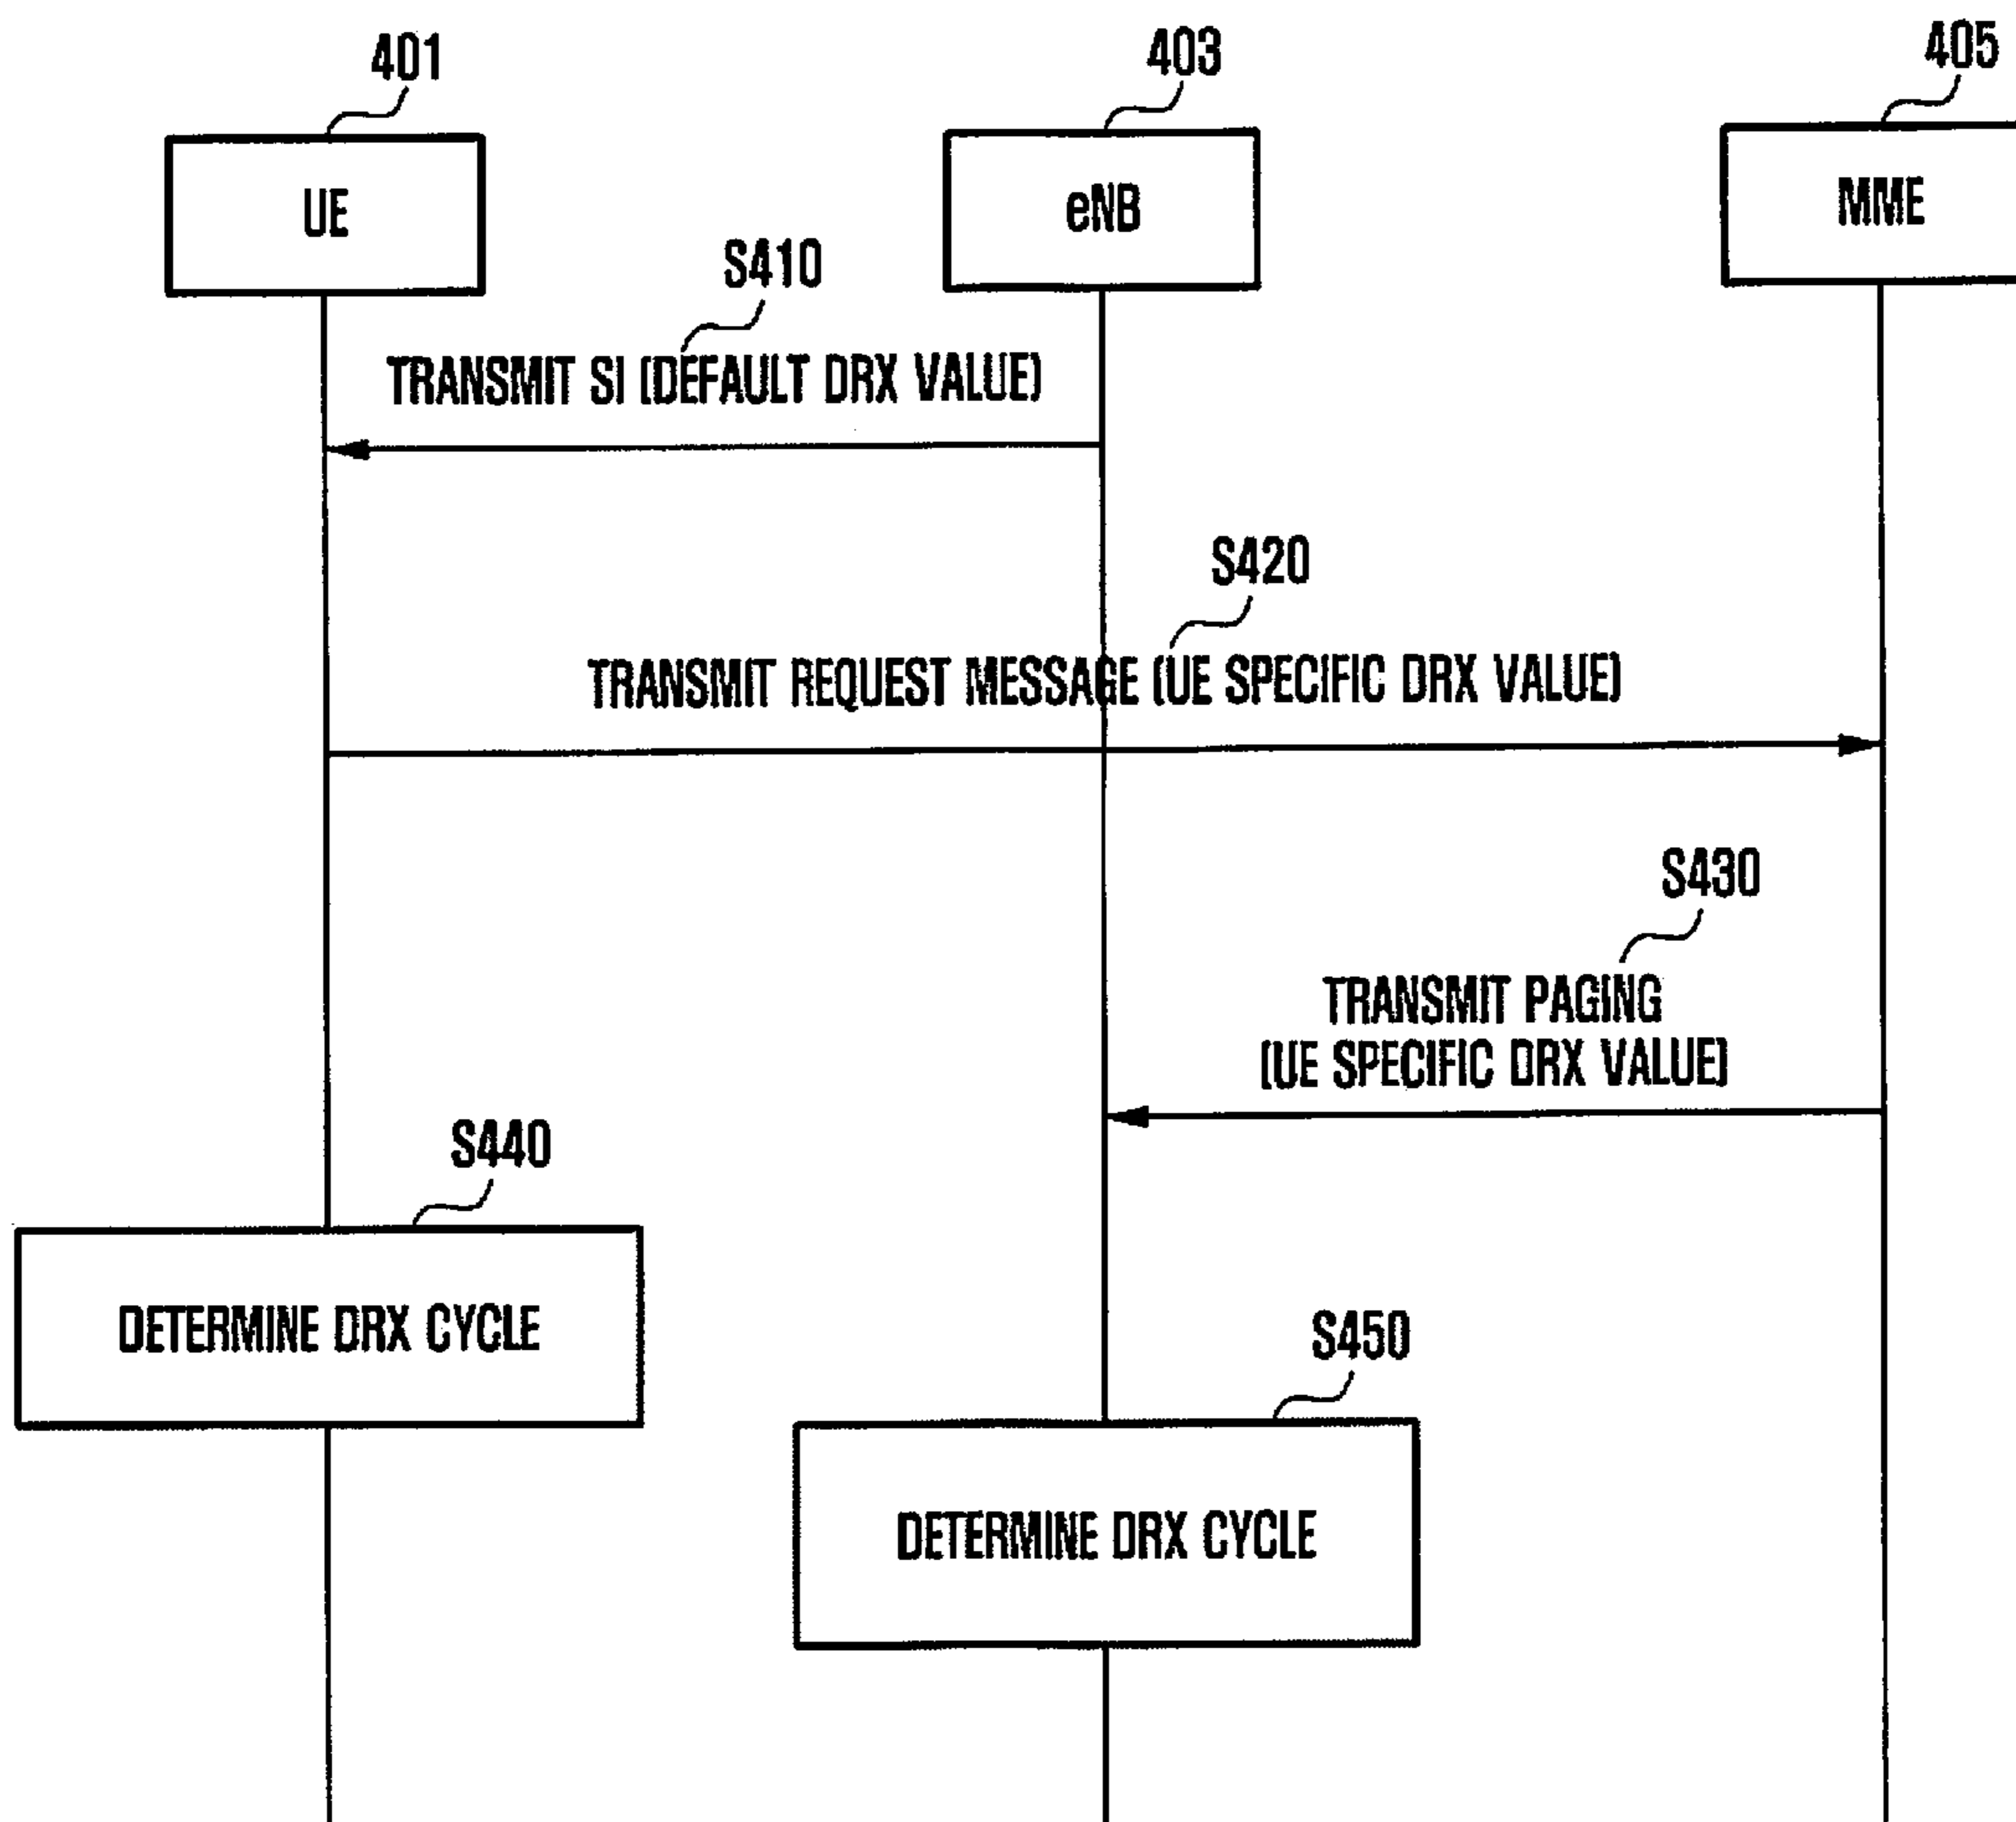 401
403
405
UE
eNB
MME
S410
TRANSMIT SI (DEFAULT DRX VALUE)
S420
TRANSMIT REQUEST MESSAGE (UE SPECIFIC DRX VALUE)
S430
TRANSMIT PAGING
(UE SPECIFIC DRX VALUE)
S440
DETERMINE DRX CYCLE
S450
DETERMINE DRX CYCLE